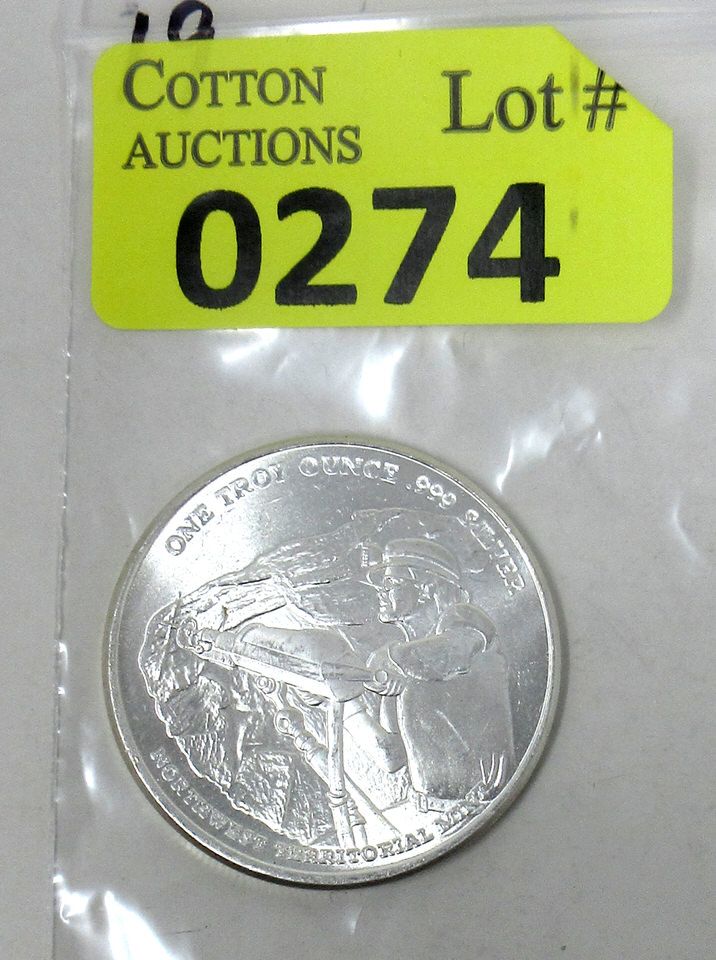 COTTON
AUCTIONS
Lot #
0274
ONE TROY OUNCE .999 SILVER
NORTHWEST TERRITORIAL MINT